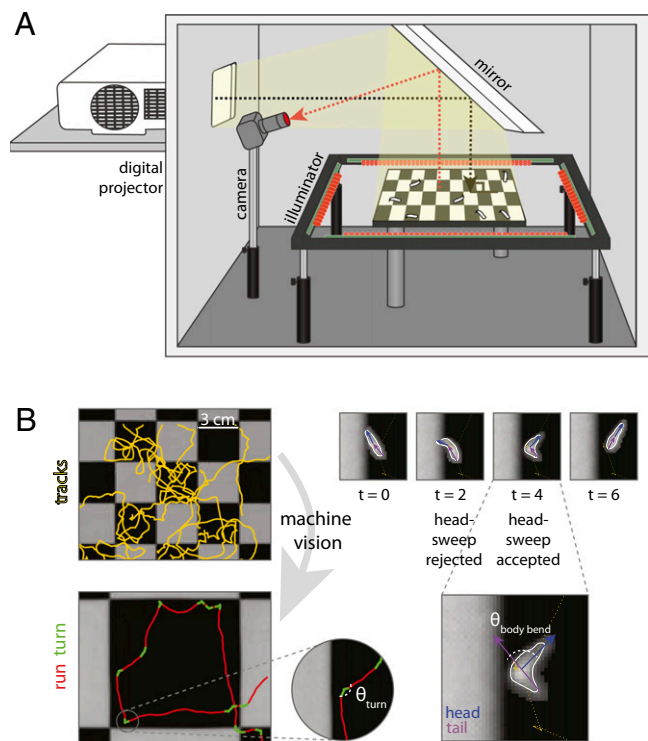 A
digital
projector
camera
illuminator
mirror
B
tracks
3 cm
machine
vision
t = 0
t = 2
t = 4
t = 6
head-
sweep
rejected
head-
sweep
accepted
run turn
θturn
θbody bend
head
tail